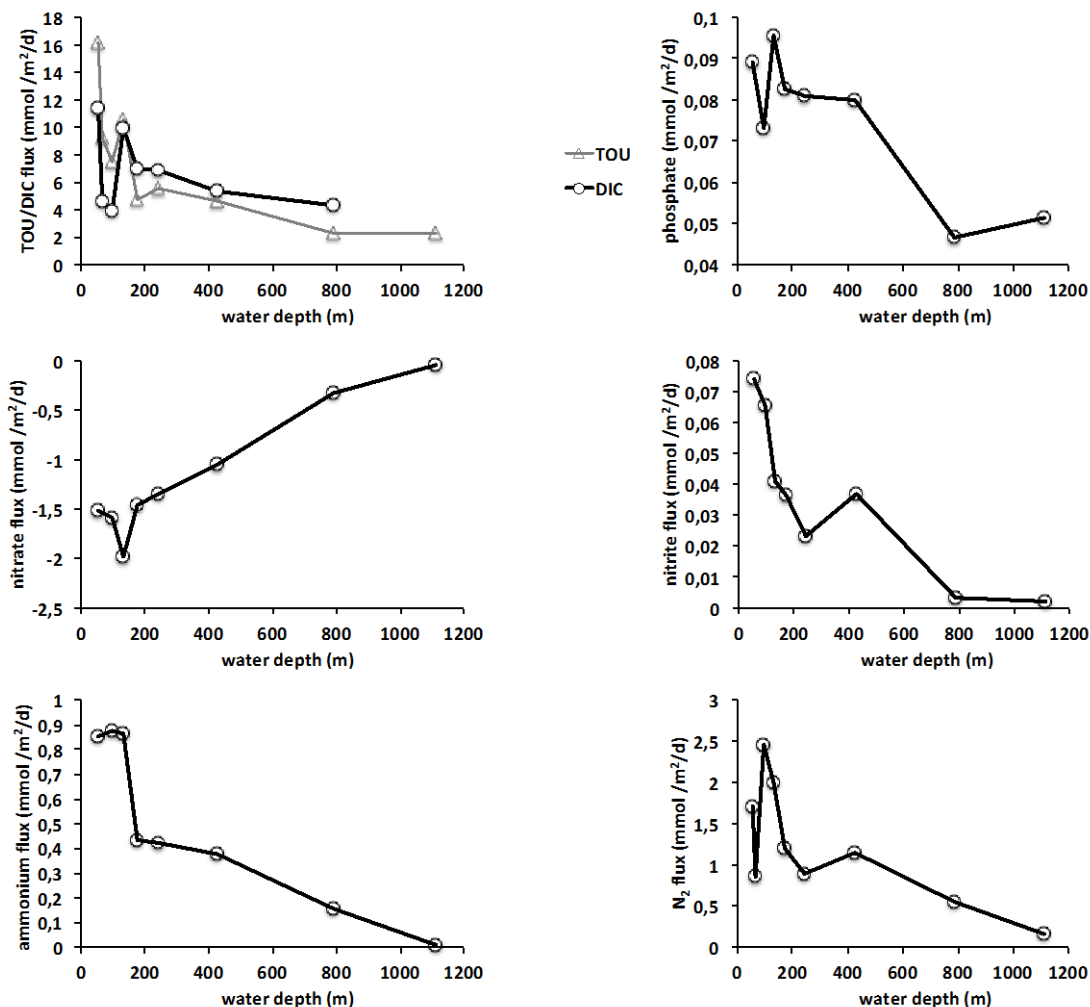 TOU/DIC flux (mmol /m²/d)
18
16
14
12
10
8
6
4
2
0
0 200 400 600 800 1000 1200
water depth (m)
TOU
DIC
phosphate (mmol /m²/d)
0,1
0,09
0,08
0,07
0,06
0,05
0,04
0 200 400 600 800 1000 1200
water depth (m)
nitrate flux (mmol /m²/d)
0
-0,5
-1
-1,5
-2
-2,5
0 200 400 600 800 1000 1200
water depth (m)
nitrite flux (mmol /m²/d)
0,08
0,07
0,06
0,05
0,04
0,03
0,02
0,01
0
0 200 400 600 800 1000 1200
water depth (m)
ammonium flux (mmol /m²/d)
1
0,9
0,8
0,7
0,6
0,5
0,4
0,3
0,2
0,1
0
0 200 400 600 800 1000 1200
water depth (m)
N₂ flux (mmol /m²/d)
3
2,5
2
1,5
1
0,5
0
0 200 400 600 800 1000 1200
water depth (m)